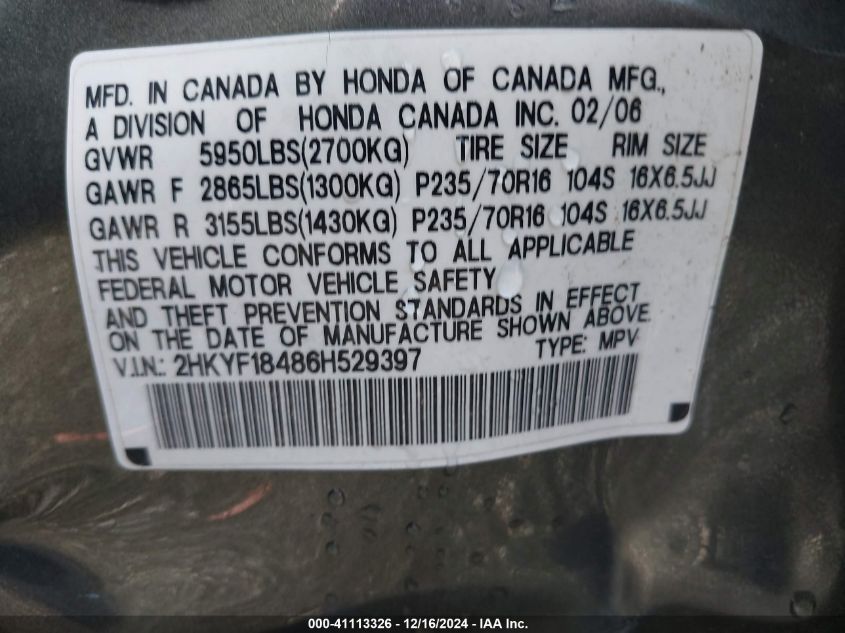 MFD. IN CANADA BY HONDA OF CANADA MFG.,
A DIVISION OF HONDA CANADA INC. 02/06
GVWR 5950LBS(2700KG) TIRE SIZE RIM SIZE
GAWR F 2865LBS(1300KG) P235/70R16 104S 16X6.5JJ
GAWR R 3155LBS(1430KG) P235/70R16 104S 16X6.5JJ
THIS VEHICLE CONFORMS TO ALL APPLICABLE
FEDERAL MOTOR VEHICLE SAFETY
AND THEFT PREVENTION STANDARDS IN EFFECT
ON THE DATE OF MANUFACTURE SHOWN ABOVE.
V.I.N.: 2HKYF18486H529397 TYPE: MPV
000-41113326 - 12/16/2024 - IAA Inc.